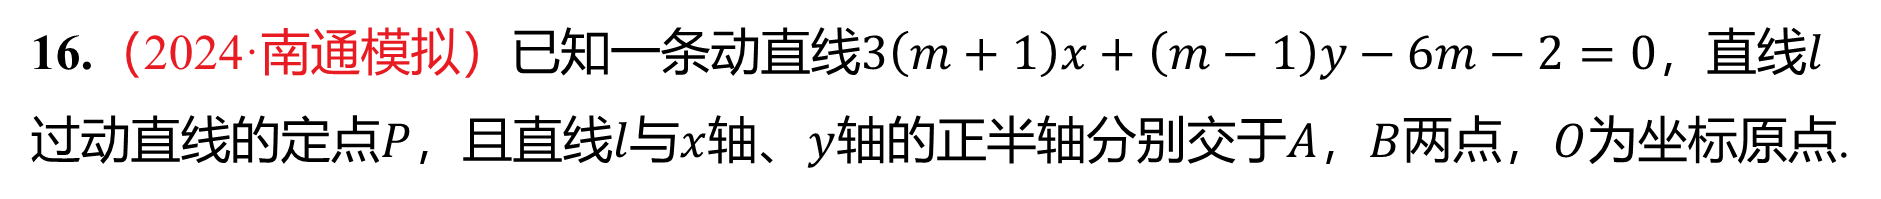 16.（2024·南通模拟）已知一条动直线3(m + 1)x + (m − 1)y − 6m − 2 = 0，直线l
过动直线的定点P，且直线l与x轴、y轴的正半轴分别交于A，B两点，O为坐标原点.